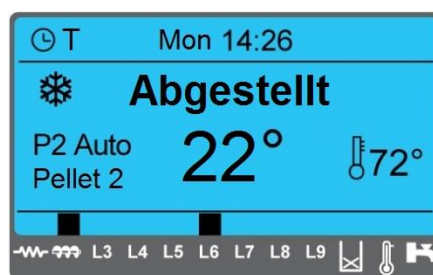 T Mon 14:26
Abgestellt
P2 Auto 22° 72°
Pellet 2
L3 L4 L5 L6 L7 L8 L9